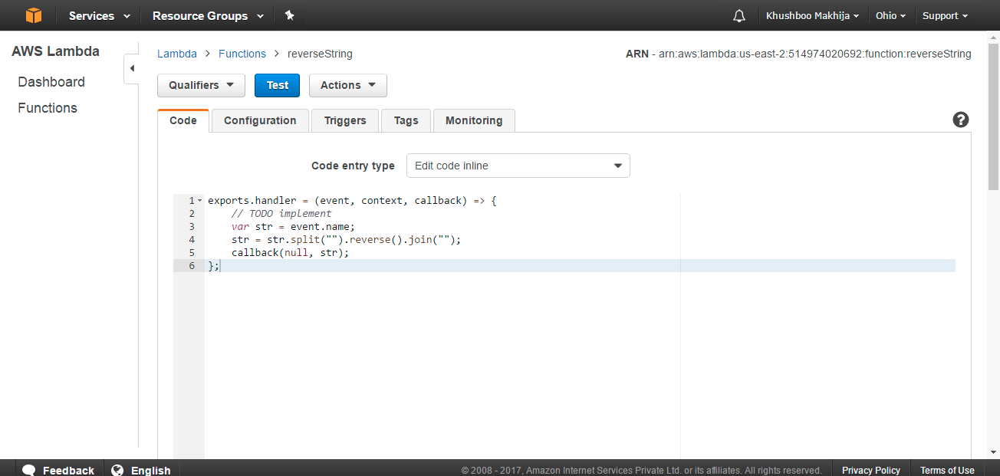 Services Resource Groups Khushboo Makhija Ohio Support
AWS Lambda
Dashboard
Functions
Lambda > Functions > reverseString
ARN - arn:aws:lambda:us-east-2:514974020692:function:reverseString
Qualifiers Test Actions
Code Configuration Triggers Tags Monitoring ?
Code entry type Edit code inline
1 exports.handler = (event, context, callback) => {
2     // TODO implement
3     var str = event.name;
4     str = str.split("").reverse().join("");
5     callback(null, str);
6 };
Feedback English © 2008 - 2017, Amazon Internet Services Private Ltd. or its affiliates. All rights reserved. Privacy Policy Terms of Use